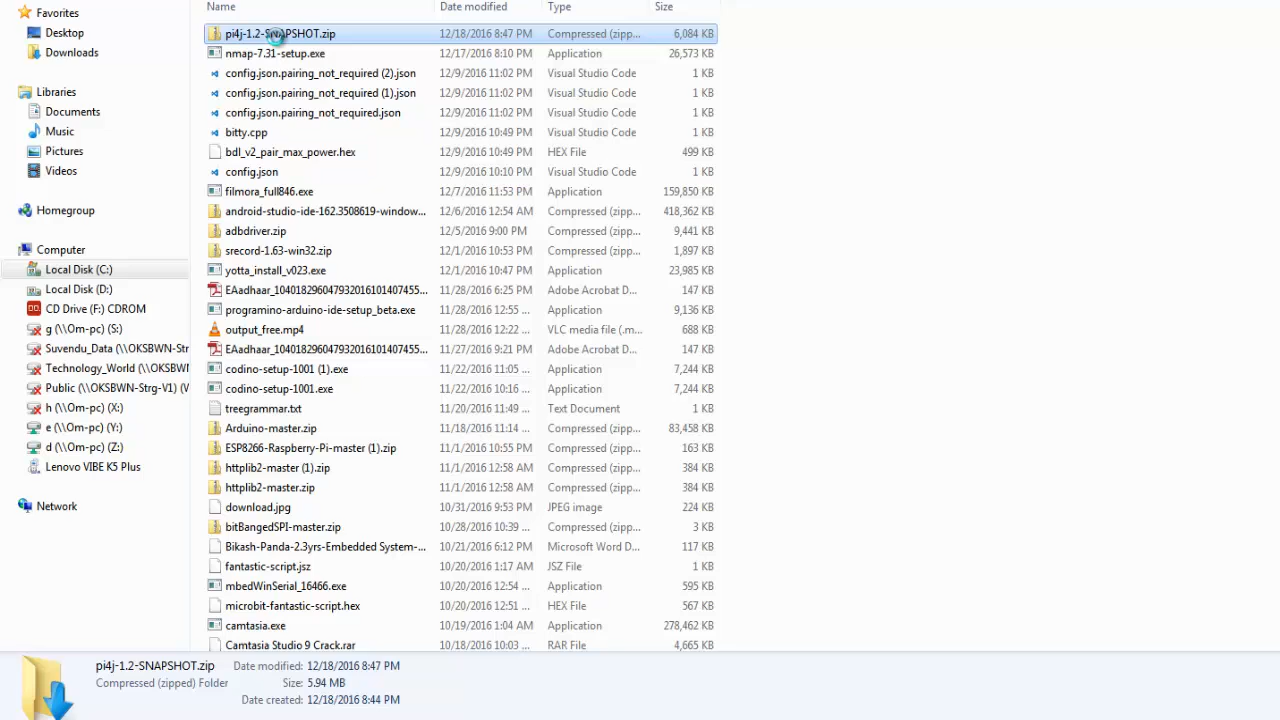 Favorites
Desktop
Downloads
Libraries
Documents
Music
Pictures
Videos
Homegroup
Computer
Local Disk (C:)
Local Disk (D:)
CD Drive (F:) CDROM
g (\\Om-pc) (S:)
Suvendu_Data (\\OKSBWN-Str
Technology_World (\\OKSBW
Public (\\OKSBWN-Strg-V1) (V
h (\\Om-pc) (X:)
e (\\Om-pc) (Y:)
d (\\Om-pc) (Z:)
Lenovo VIBE K5 Plus
Network
Name Date modified Type Size
pi4j-1.2-SNAPSHOT.zip 12/18/2016 8:47 PM Compressed (zipp... 6,084 KB
nmap-7.31-setup.exe 12/17/2016 8:10 PM Application 26,573 KB
config.json.pairing_not_required (2).json 12/9/2016 11:02 PM Visual Studio Code 1 KB
config.json.pairing_not_required (1).json 12/9/2016 11:02 PM Visual Studio Code 1 KB
config.json.pairing_not_required.json 12/9/2016 11:02 PM Visual Studio Code 1 KB
bitty.cpp 12/9/2016 10:49 PM Visual Studio Code 1 KB
bdl_v2_pair_max_power.hex 12/9/2016 10:49 PM HEX File 499 KB
config.json 12/9/2016 10:10 PM Visual Studio Code 1 KB
filmora_full846.exe 12/7/2016 11:53 PM Application 159,850 KB
android-studio-ide-162.3508619-window... 12/6/2016 12:54 AM Compressed (zipp... 418,362 KB
adbdriver.zip 12/5/2016 9:00 PM Compressed (zipp... 9,441 KB
srecord-1.63-win32.zip 12/1/2016 10:53 PM Compressed (zipp... 1,897 KB
yotta_install_v023.exe 12/1/2016 10:47 PM Application 23,985 KB
EAadhaar_10401829604793201610140​7455... 11/28/2016 6:25 PM Adobe Acrobat D... 147 KB
programino-arduino-ide-setup_beta.exe 11/28/2016 12:55 ... Application 9,136 KB
output_free.mp4 11/28/2016 12:22 ... VLC media file (.m... 688 KB
EAadhaar_104018296047932016101407455... 11/27/2016 9:21 PM Adobe Acrobat D... 147 KB
codino-setup-1001 (1).exe 11/22/2016 11:05 ... Application 7,244 KB
codino-setup-1001.exe 11/22/2016 10:16 ... Application 7,244 KB
treegrammar.txt 11/20/2016 11:49 ... Text Document 1 KB
Arduino-master.zip 11/18/2016 11:14 ... Compressed (zipp... 83,458 KB
ESP8266-Raspberry-Pi-master (1).zip 11/1/2016 10:55 PM Compressed (zipp... 163 KB
httplib2-master (1).zip 11/1/2016 12:58 AM Compressed (zipp... 384 KB
httplib2-master.zip 11/1/2016 12:58 AM Compressed (zipp... 384 KB
download.jpg 10/31/2016 9:53 PM JPEG image 224 KB
bitBangedSPI-master.zip 10/28/2016 10:39 ... Compressed (zipp... 3 KB
Bikash-Panda-2.3yrs-Embedded System-... 10/21/2016 6:12 PM Microsoft Word D... 117 KB
fantastic-script.jsz 10/20/2016 1:17 AM JSZ File 1 KB
mbedWinSerial_16466.exe 10/20/2016 12:54 ... Application 595 KB
microbit-fantastic-script.hex 10/20/2016 12:51 ... HEX File 567 KB
camtasia.exe 10/19/2016 1:04 AM Application 278,462 KB
Camtasia Studio 9 Crack.rar 10/18/2016 10:03 ... RAR File 4,665 KB
pi4j-1.2-SNAPSHOT.zip Date modified: 12/18/2016 8:47 PM
Compressed (zipped) Folder Size: 5.94 MB
Date created: 12/18/2016 8:44 PM